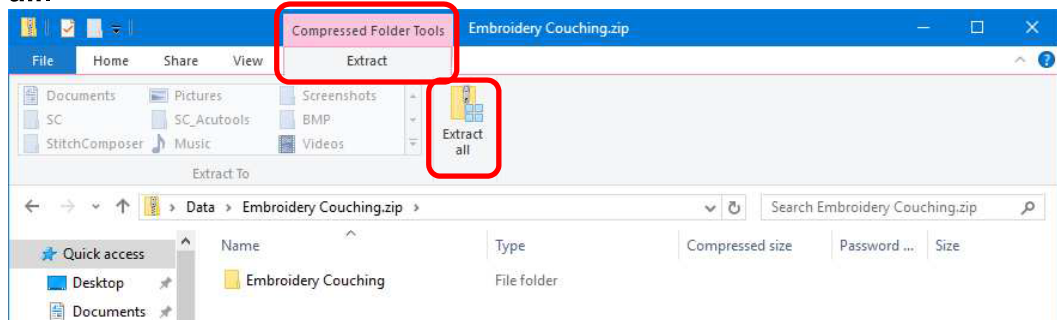 Compressed Folder Tools Embroidery Couching.zip
File Home Share View Extract
Documents Pictures Screenshots
SC SC_Acutools BMP
StitchComposer Music Videos
Extract all
Extract To
Data > Embroidery Couching.zip >
Search Embroidery Couching.zip
Quick access
Name Type Compressed size Password ... Size
Desktop
Embroidery Couching File folder
Documents